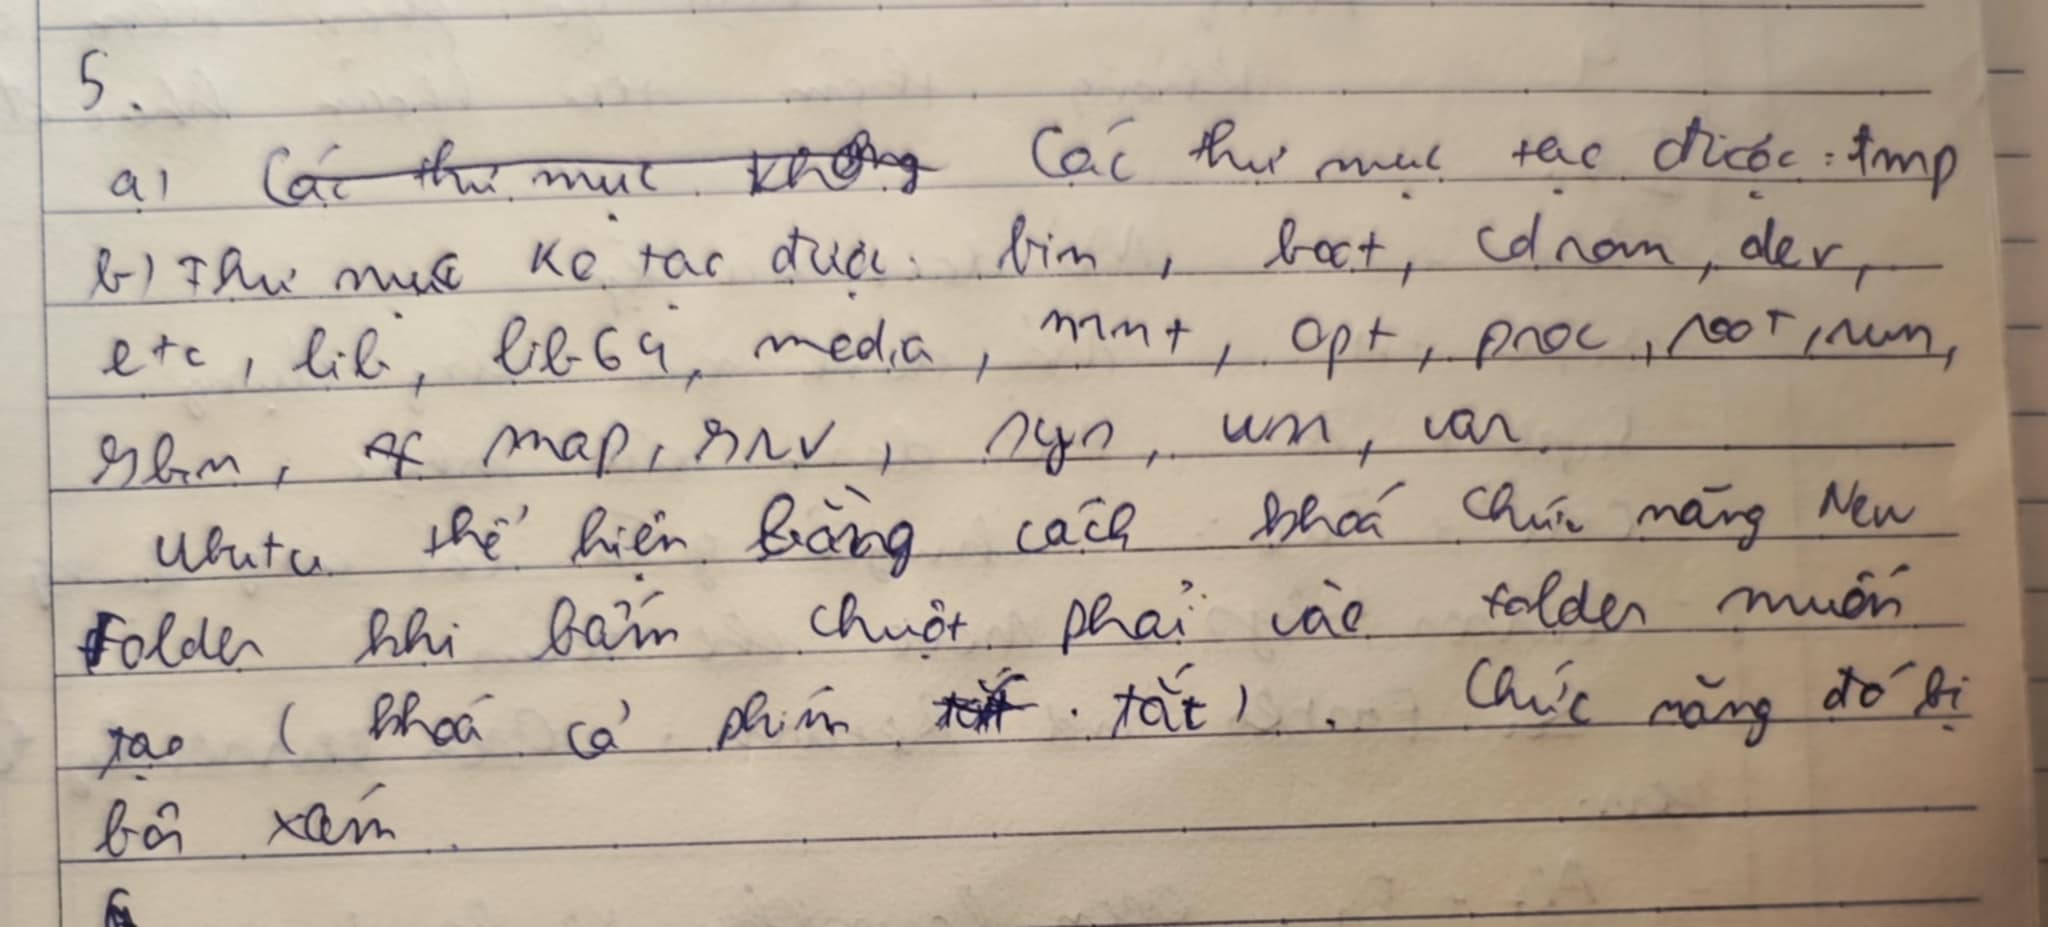 5.
a) Các thư mục tạo được: tmp
b) Thư mục ko tạo được: bin, boot, cdrom, dev,
etc, lib, lib64, media, mnt, opt, proc, root, run,
sbin, snap, srv, sys, usr, var.
Ubutu thể hiện bằng cách khoá chức năng New
Folder khi bấm chuột phải vào folder muốn
tạo (khoá cả phím tắt). Chức năng đó bị
bôi xám.